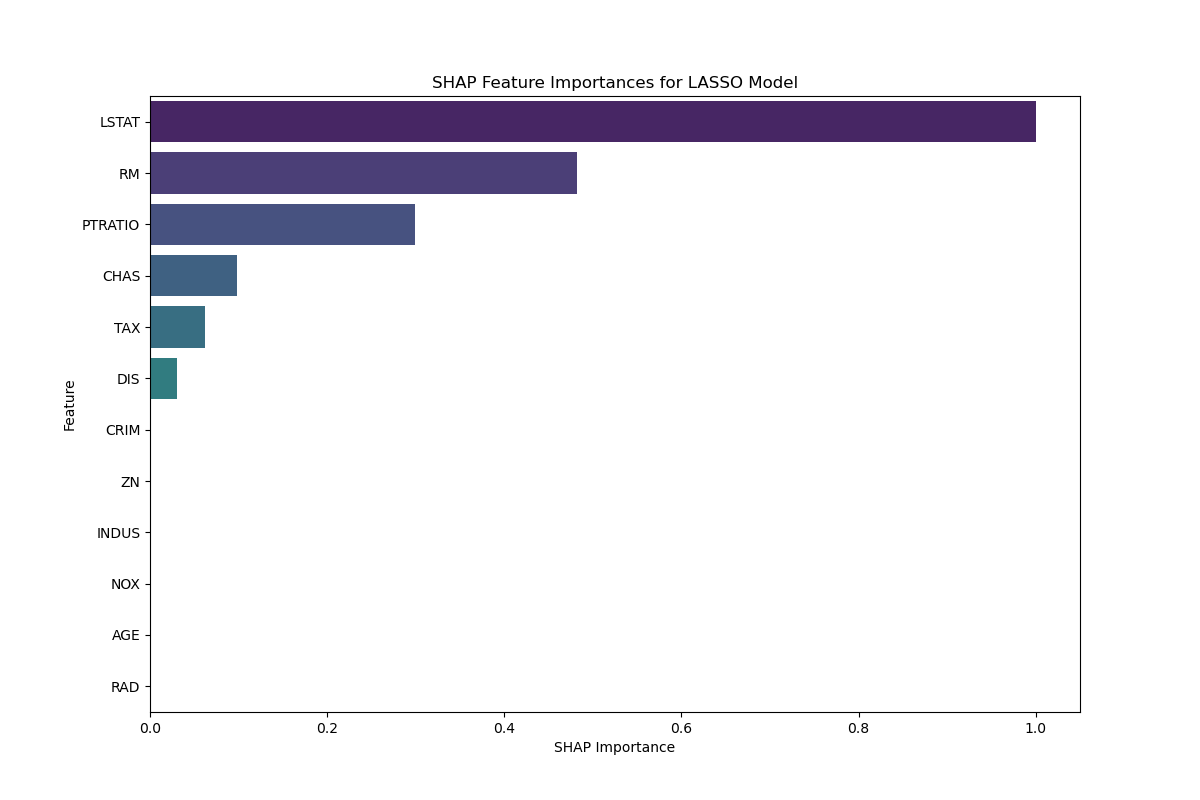 SHAP Feature Importances for LASSO Model
LSTAT
RM
PTRATIO
CHAS
TAX
DIS
CRIM
ZN
INDUS
NOX
AGE
RAD
Feature
0.0 0.2 0.4 0.6 0.8 1.0
SHAP Importance